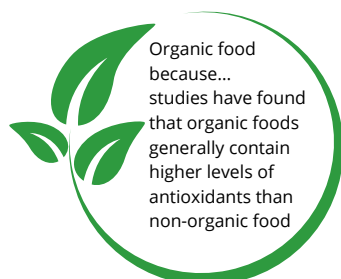 Organic food
because...
studies have found
that organic foods
generally contain
higher levels of
antioxidants than
non-organic food